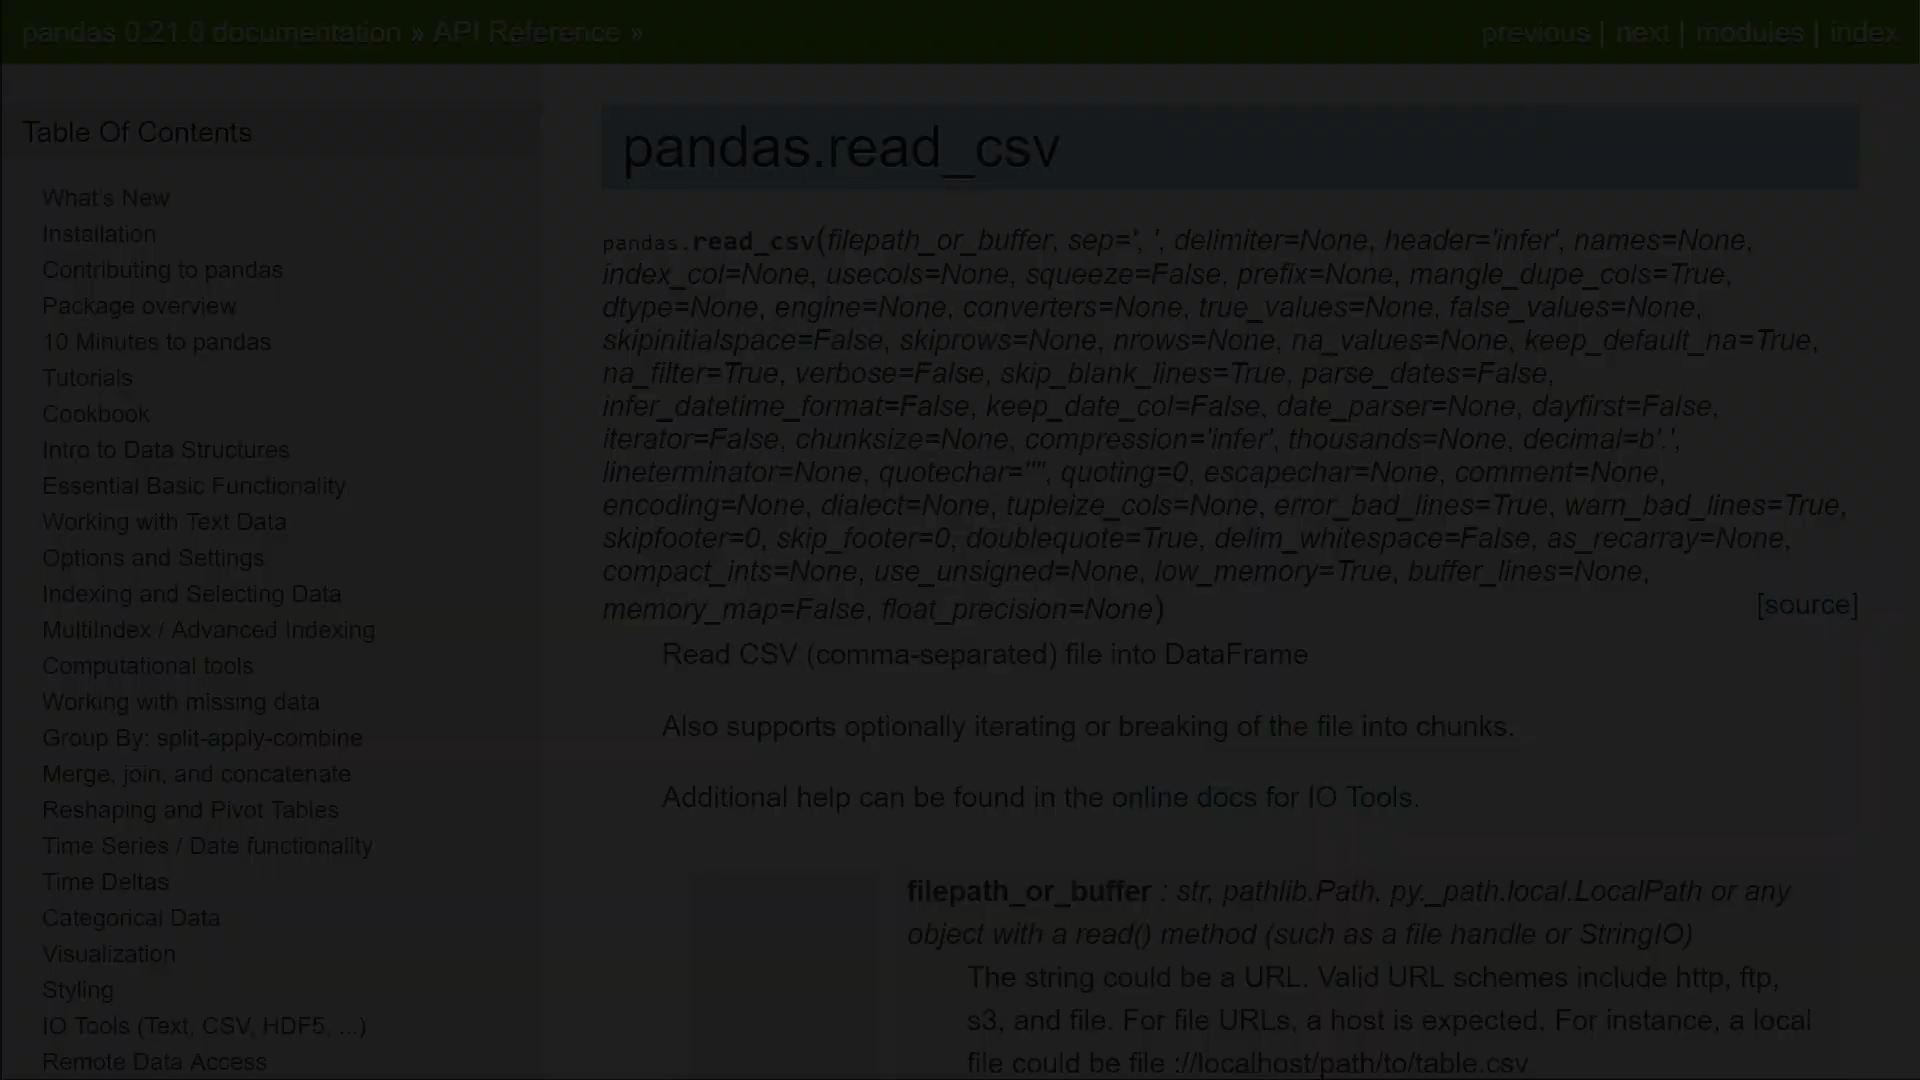 pandas 0.21.0 documentation » API Reference »
previous | next | modules | index
Table Of Contents
What's New
Installation
Contributing to pandas
Package overview
10 Minutes to pandas
Tutorials
Cookbook
Intro to Data Structures
Essential Basic Functionality
Working with Text Data
Options and Settings
Indexing and Selecting Data
MultiIndex / Advanced Indexing
Computational tools
Working with missing data
Group By: split-apply-combine
Merge, join, and concatenate
Reshaping and Pivot Tables
Time Series / Date functionality
Time Deltas
Categorical Data
Visualization
Styling
IO Tools (Text, CSV, HDF5, ...)
Remote Data Access
pandas.read_csv
pandas.read_csv(filepath_or_buffer, sep=', ', delimiter=None, header='infer', names=None,
index_col=None, usecols=None, squeeze=False, prefix=None, mangle_dupe_cols=True,
dtype=None, engine=None, converters=None, true_values=None, false_values=None,
skipinitialspace=False, skiprows=None, nrows=None, na_values=None, keep_default_na=True,
na_filter=True, verbose=False, skip_blank_lines=True, parse_dates=False,
infer_datetime_format=False, keep_date_col=False, date_parser=None, dayfirst=False,
iterator=False, chunksize=None, compression='infer', thousands=None, decimal=b'.',
lineterminator=None, quotechar='"', quoting=0, escapechar=None, comment=None,
encoding=None, dialect=None, tupleize_cols=None, error_bad_lines=True, warn_bad_lines=True,
skipfooter=0, skip_footer=0, doublequote=True, delim_whitespace=False, as_recarray=None,
compact_ints=None, use_unsigned=None, low_memory=True, buffer_lines=None,
memory_map=False, float_precision=None)
[source]
Read CSV (comma-separated) file into DataFrame
Also supports optionally iterating or breaking of the file into chunks.
Additional help can be found in the online docs for IO Tools.
filepath_or_buffer : str, pathlib.Path, py._path.local.LocalPath or any
object with a read() method (such as a file handle or StringIO)
The string could be a URL. Valid URL schemes include http, ftp,
s3, and file. For file URLs, a host is expected. For instance, a local
file could be file ://localhost/path/to/table.csv